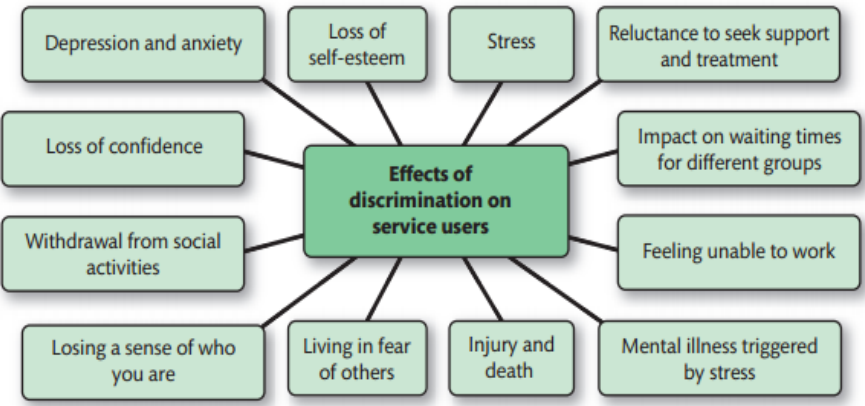 Depression and anxiety
Loss of
self-esteem
Stress
Reluctance to seek support
and treatment
Loss of confidence
Effects of
discrimination on
service users
Impact on waiting times
for different groups
Withdrawal from social
activities
Feeling unable to work
Losing a sense of who
you are
Living in fear
of others
Injury and
death
Mental illness triggered
by stress